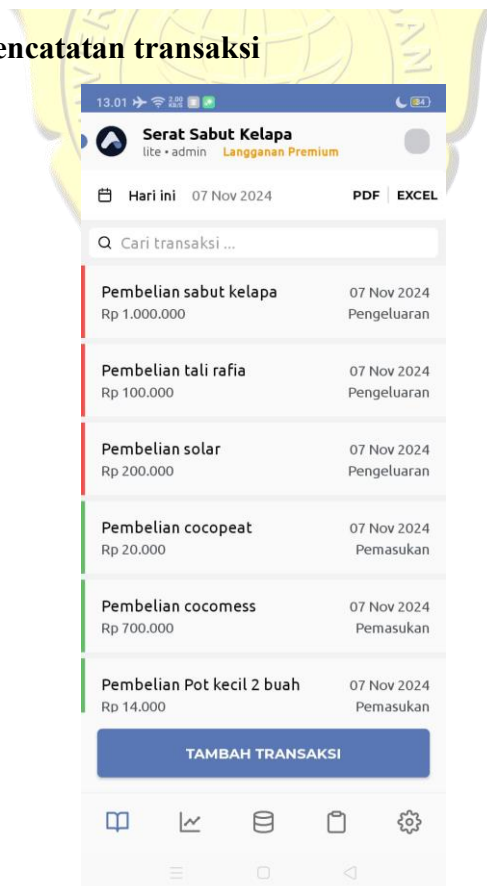 encatatan transaksi
13.01
2.00 KB/S
84
Serat Sabut Kelapa
lite • admin Langganan Premium
Hari ini 07 Nov 2024 PDF EXCEL
Cari transaksi ...
Pembelian sabut kelapa 07 Nov 2024
Rp 1.000.000 Pengeluaran
Pembelian tali rafia 07 Nov 2024
Rp 100.000 Pengeluaran
Pembelian solar 07 Nov 2024
Rp 200.000 Pengeluaran
Pembelian cocopeat 07 Nov 2024
Rp 20.000 Pemasukan
Pembelian cocomess 07 Nov 2024
Rp 700.000 Pemasukan
Pembelian Pot kecil 2 buah 07 Nov 2024
Rp 14.000 Pemasukan
TAMBAH TRANSAKSI